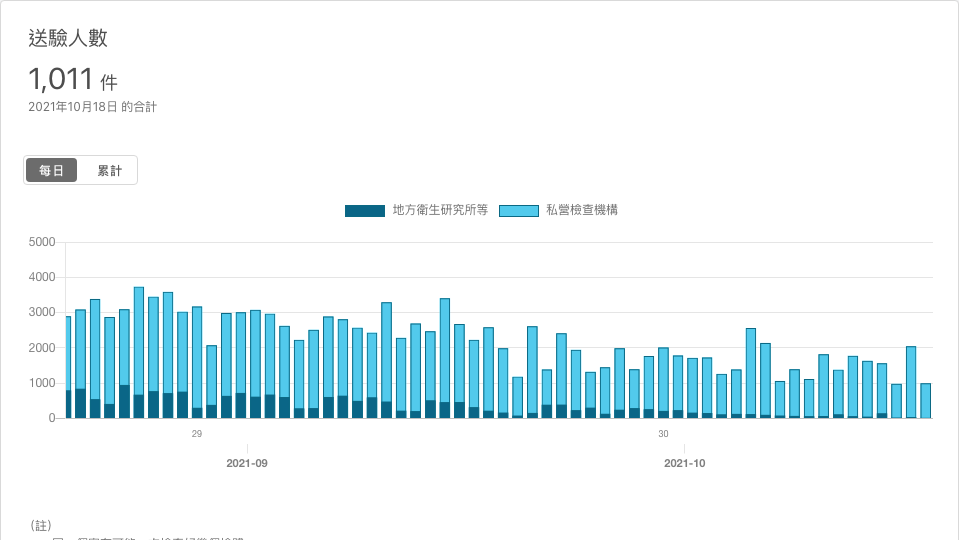 送驗人數
1,011 件
2021年10月18日 的合計
每日 累計
地方衛生研究所等 私營檢查機構
5000
4000
3000
2000
1000
0
29 30
2021-09 2021-10
（註）